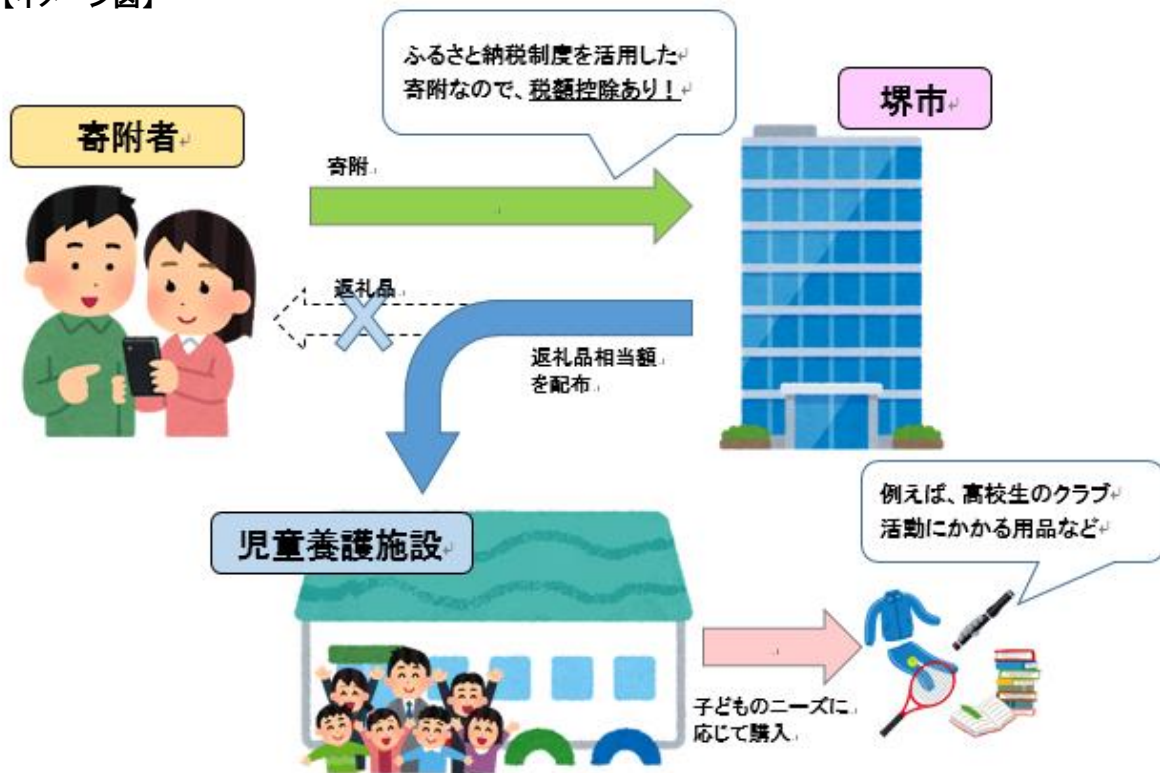 【イメージ図】
ふるさと納税制度を活用した
寄附なので、税額控除あり！
堺市
寄附者
寄附
返礼品
返礼品相当額
を配布
例えば、高校生のクラブ
活動にかかる用品など
児童養護施設
子どものニーズに
応じて購入